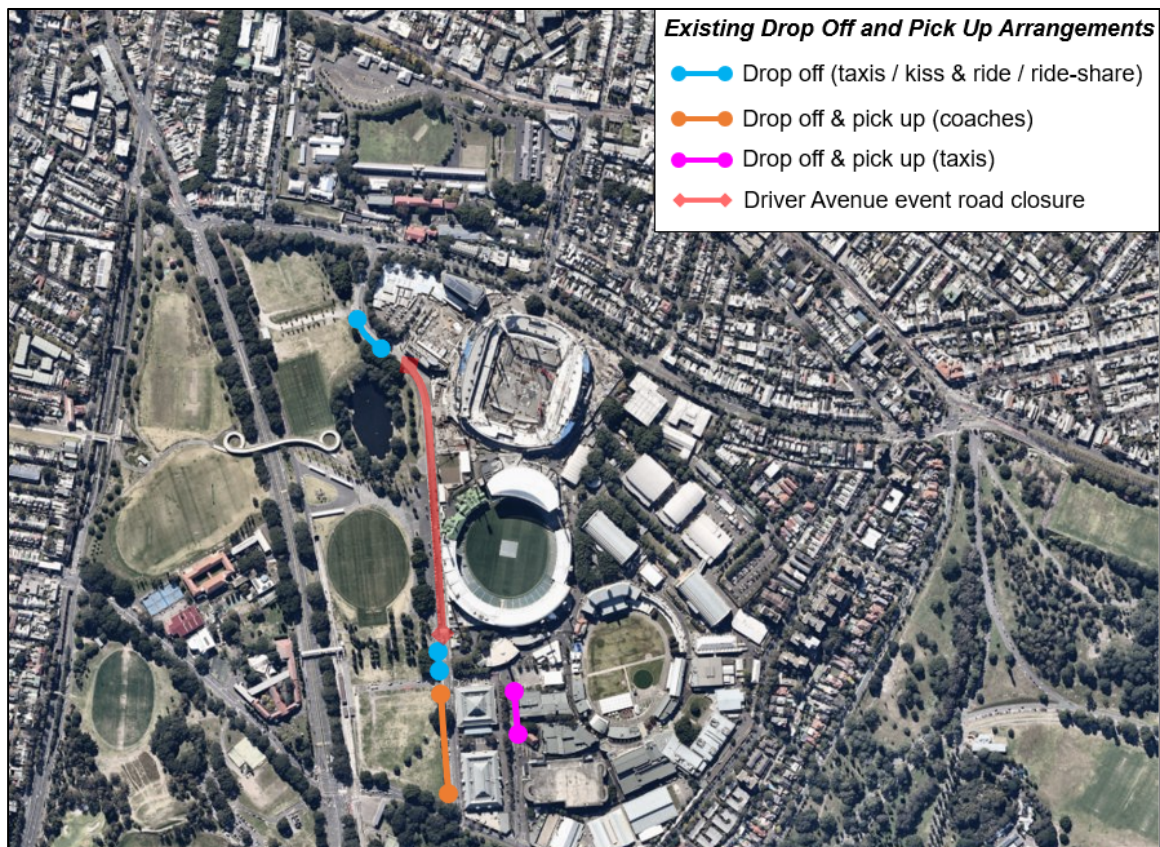 Existing Drop Off and Pick Up Arrangements
Drop off (taxis / kiss & ride / ride-share)
Drop off & pick up (coaches)
Drop off & pick up (taxis)
Driver Avenue event road closure